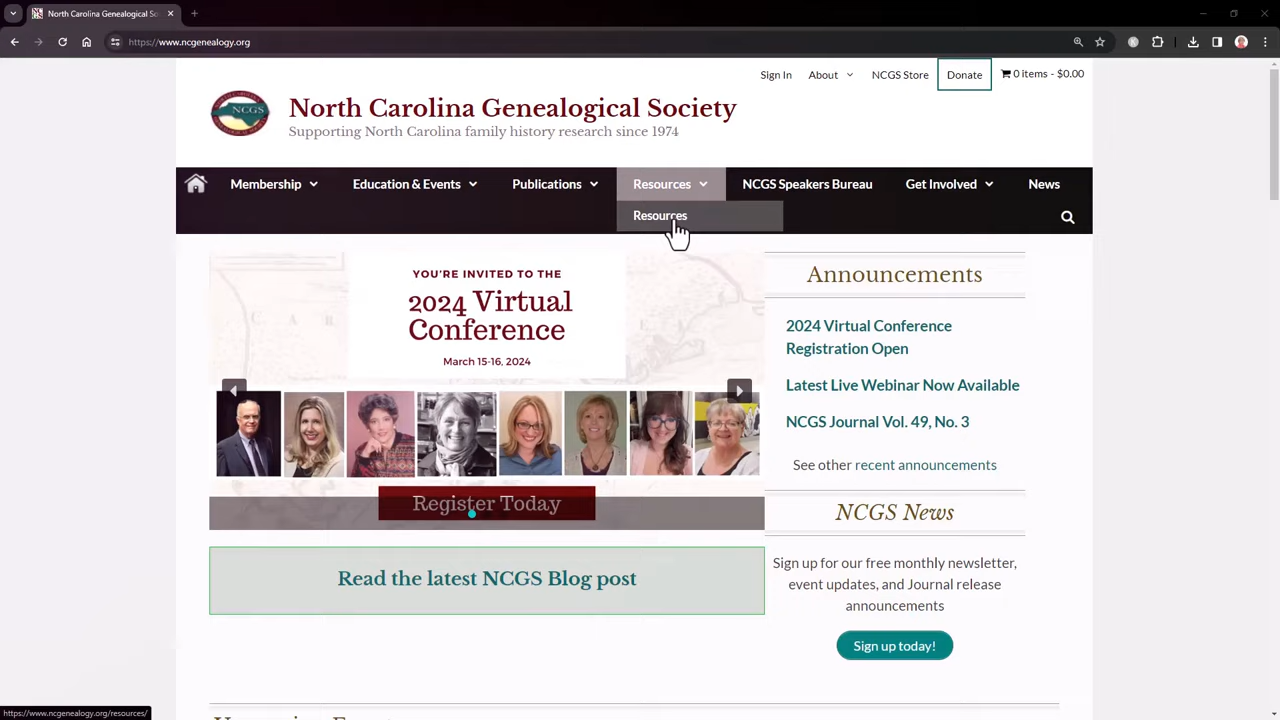 North Carolina Genealogical So
https://www.ncgenealogy.org
Sign In About NCGS Store Donate 0 items - $0.00
NCGS
North Carolina Genealogical Society
Supporting North Carolina family history research since 1974
Membership Education & Events Publications Resources NCGS Speakers Bureau Get Involved News
Resources
YOU'RE INVITED TO THE
2024 Virtual
Conference
March 15-16, 2024
Register Today
Read the latest NCGS Blog post
Announcements
2024 Virtual Conference
Registration Open
Latest Live Webinar Now Available
NCGS Journal Vol. 49, No. 3
See other recent announcements
NCGS News
Sign up for our free monthly newsletter,
event updates, and Journal release
announcements
Sign up today!
https://www.ncgenealogy.org/resources/